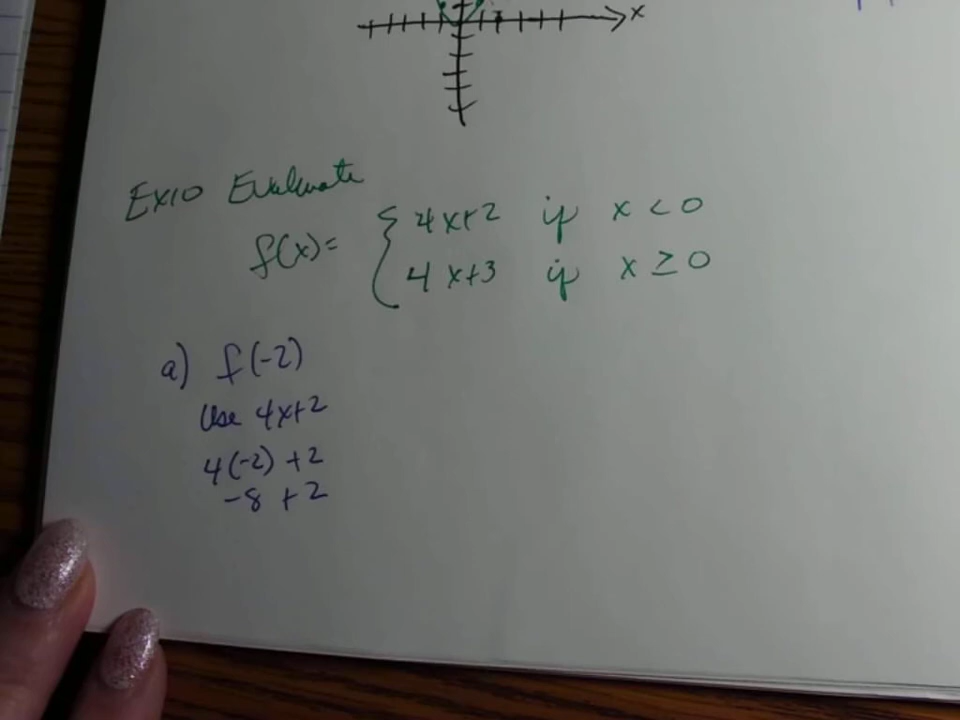 x
Ex10 Evaluate
f(x)= { 4x+2 if x < 0
4x+3 if x ≥ 0
a) f(-2)
Use 4x+2
4(-2) +2
-8 +2